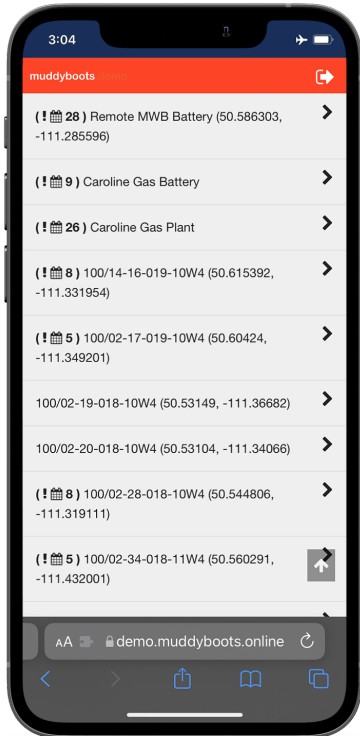 3:04
muddyboots demo
( ! 28 ) Remote MWB Battery (50.586303,
-111.285596)
( ! 9 ) Caroline Gas Battery
( ! 26 ) Caroline Gas Plant
( ! 8 ) 100/14-16-019-10W4 (50.615392,
-111.331954)
( ! 5 ) 100/02-17-019-10W4 (50.60424,
-111.349201)
100/02-19-018-10W4 (50.53149, -111.36682)
100/02-20-018-10W4 (50.53104, -111.34066)
( ! 8 ) 100/02-28-018-10W4 (50.544806,
-111.319111)
( ! 5 ) 100/02-34-018-11W4 (50.560291,
-111.432001)
AA demo.muddyboots.online